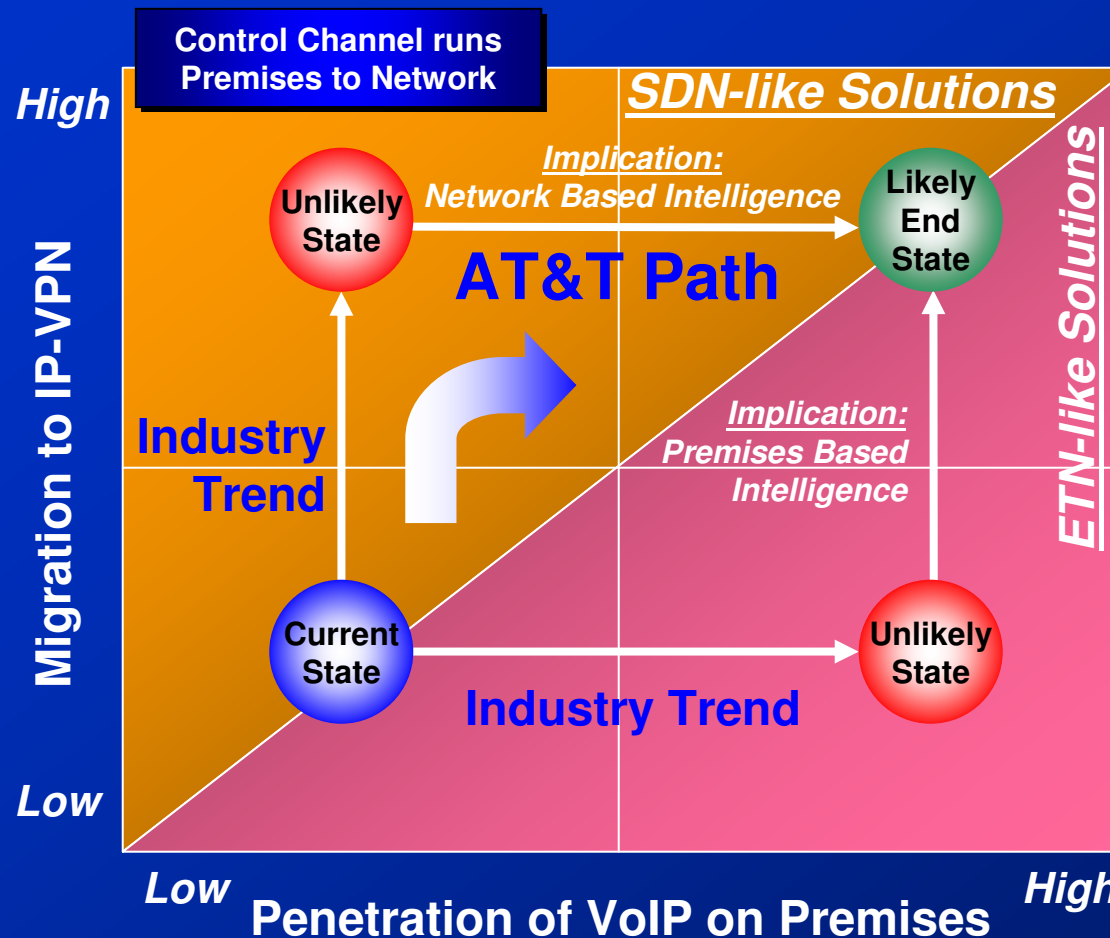 Control Channel runs
Premises to Network
High
SDN-like Solutions
Implication:
Network Based Intelligence
Unlikely
State
Likely
End
State
AT&T Path
ETN-like Solutions
Migration to IP-VPN
Industry
Trend
Implication:
Premises Based
Intelligence
Current
State
Unlikely
State
Industry Trend
Low
Low
High
Penetration of VoIP on Premises